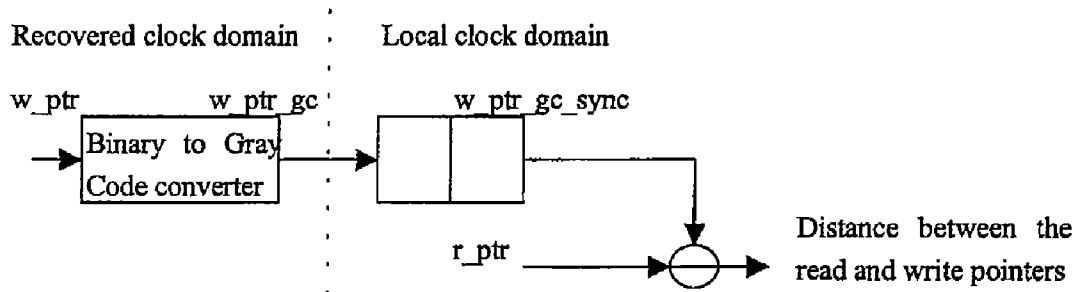 Recovered clock domain
Local clock domain
w_ptr
w_ptr_gc
w_ptr_gc_sync
Binary to Gray
Code converter
r_ptr
Distance between the
read and write pointers